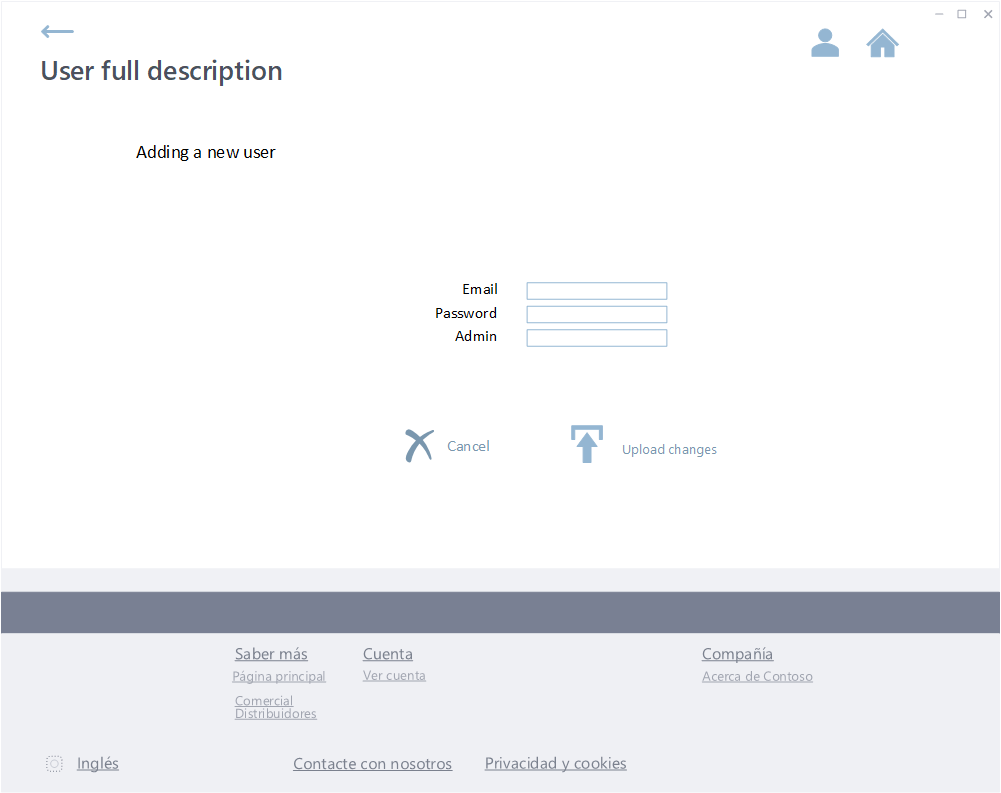 User full description
Adding a new user
Email
Password
Admin
Cancel
Upload changes
Saber más
Cuenta
Compañía
Página principal
Ver cuenta
Acerca de Contoso
Comercial
Distribuidores
Inglés
Contacte con nosotros
Privacidad y cookies